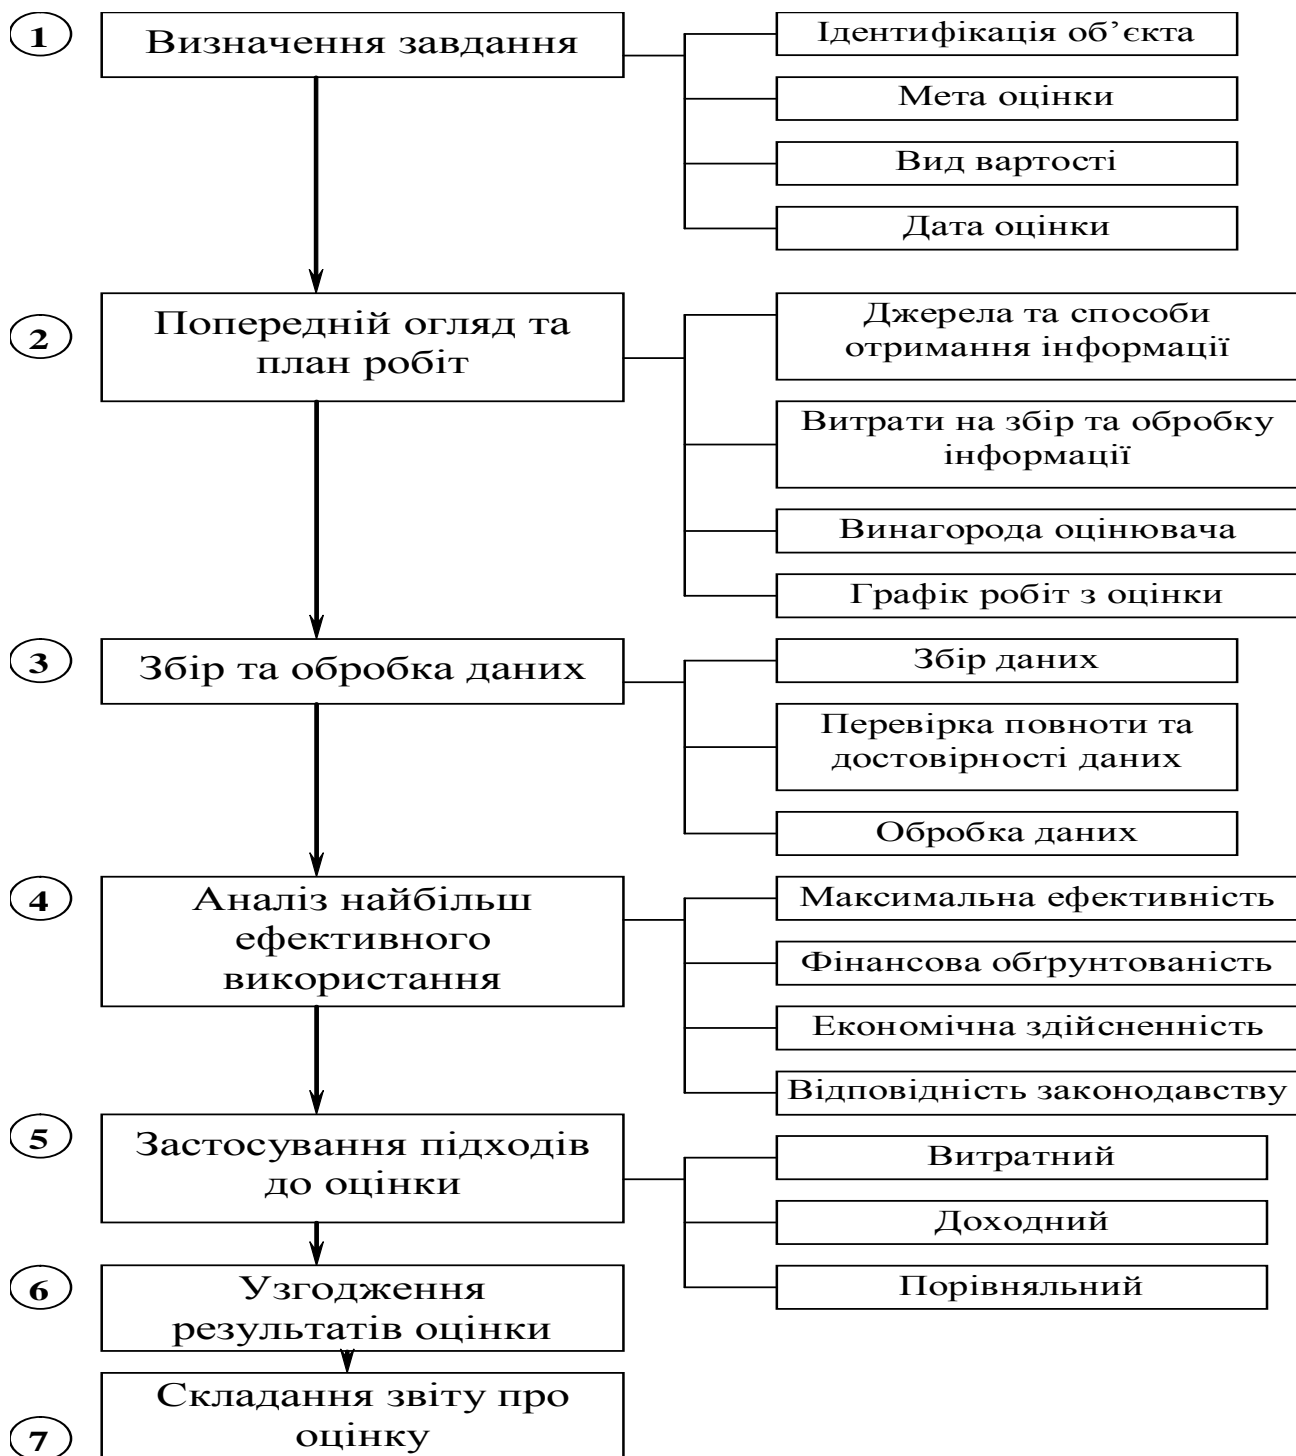 1
Визначення завдання
Ідентифікація об’єкта
Мета оцінки
Вид вартості
Дата оцінки
2
Попередній огляд та
план робіт
Джерела та способи
отримання інформації
Витрати на збір та обробку
інформації
Винагорода оцінювача
Графік робіт з оцінки
3
Збір та обробка даних
Збір даних
Перевірка повноти та
достовірності даних
Обробка даних
4
Аналіз найбільш
ефективного
використання
Максимальна ефективність
Фінансова обґрунтованість
Економічна здійсненність
Відповідність законодавству
5
Застосування підходів
до оцінки
Витратний
Доходний
Порівняльний
6
Узгодження
результатів оцінки
7
Складання звіту про
оцінку